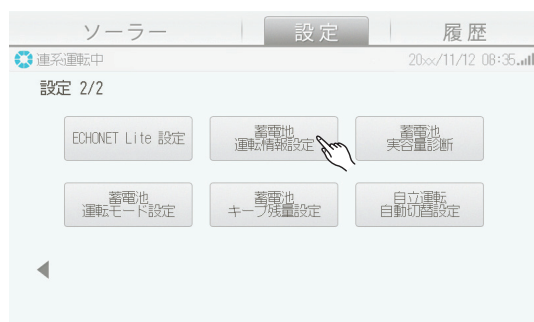 ソーラー 設定 履歴
連系運転中 20××/11/12 08:35
設定 2/2
ECHONET Lite 設定
蓄電地
運転情報設定
蓄電池
実容量診断
蓄電池
運転モード設定
蓄電池
キープ残量設定
自立運転
自動切替設定